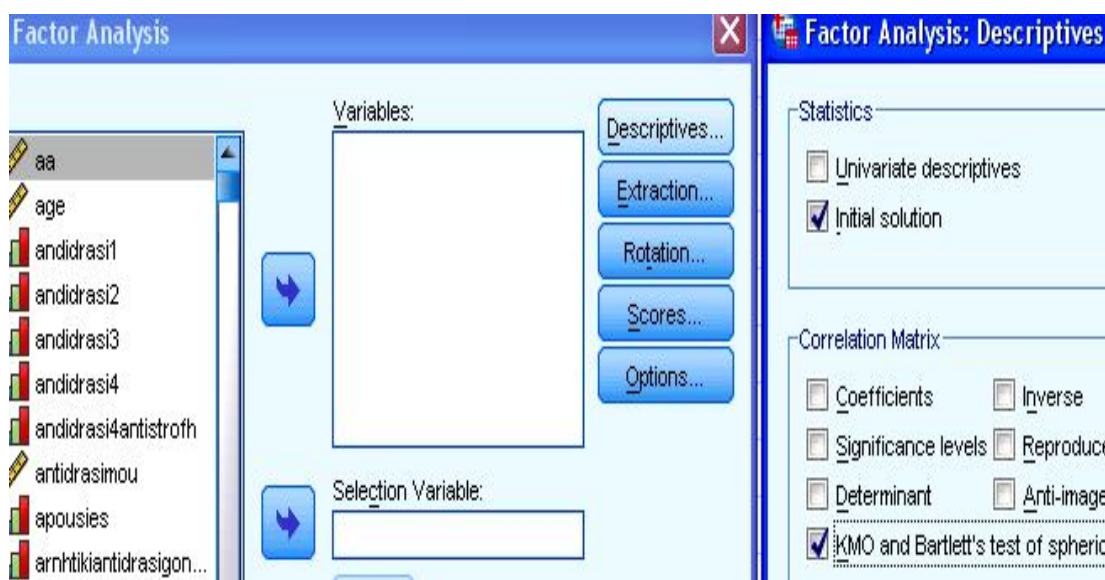 Factor Analysis
Variables:
aa
age
andidrasi1
andidrasi2
andidrasi3
andidrasi4
andidrasi4antistrofh
antidrasimou
apousies
arnhtikiantidrasigon...
Selection Variable:
Descriptives...
Extraction...
Rotation...
Scores...
Options...
Factor Analysis: Descriptives
Statistics
Univariate descriptives
Initial solution
Correlation Matrix
Coefficients Inverse
Significance levels Reproduce
Determinant Anti-image
KMO and Bartlett's test of spheric